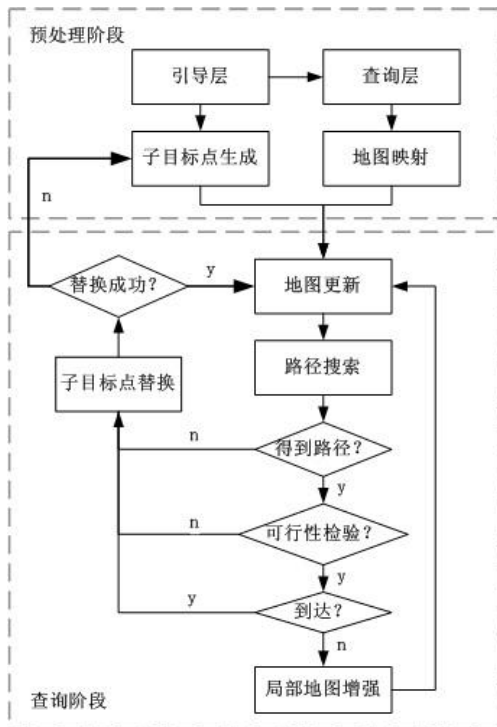 预处理阶段
引导层
查询层
子目标点生成
地图映射
n
替换成功？
y
地图更新
子目标点替换
路径搜索
n
得到路径？
y
n
可行性检验？
y
y
到达？
n
局部地图增强
查询阶段